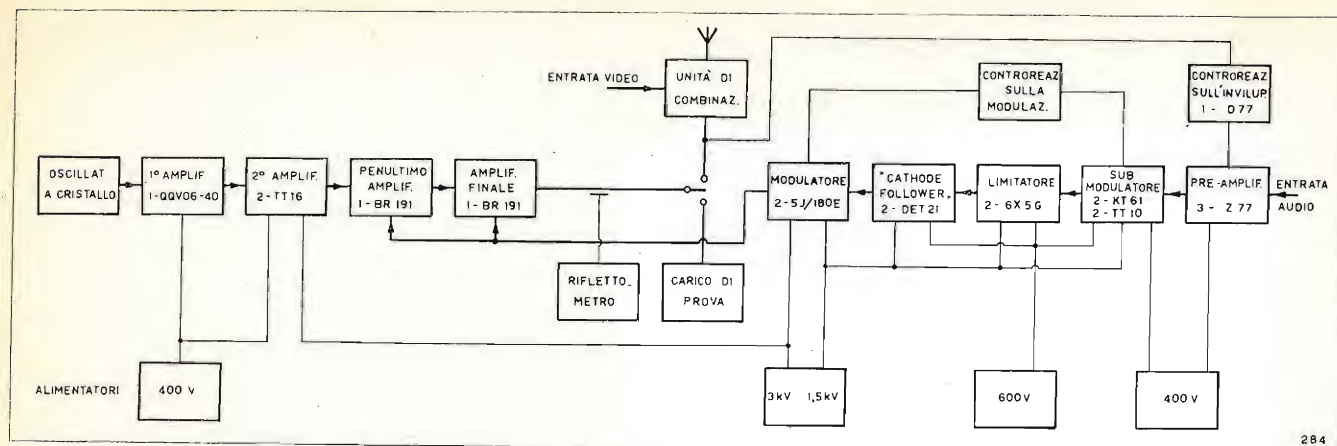 ENTRATA VIDEO
UNITÀ DI
COMBINAZ.
CONTROREAZ
SULLA
MODULAZ.
CONTROREAZ
SULL'INVILUP.
1 - D77
OSCILLAT
A CRISTALLO
1° AMPLIF
1-QQV06-40
2° AMPLIF.
2-TT16
PENULTIMO
AMPLIF.
1-BR 191
AMPLIF.
FINALE
1-BR 191
MODULATORE
2-5J/180E
"CATHODE
FOLLOWER"
2-DET21
LIMITATORE
2-6X5G
SUB
MODULATORE
2-KT61
2-TT10
PRE-AMPLIF.
3-Z77
ENTRATA
AUDIO
RIFLETTO_
METRO
CARICO DI
PROVA
ALIMENTATORI
400 V
3kV 1,5kV
600V
400 V
284